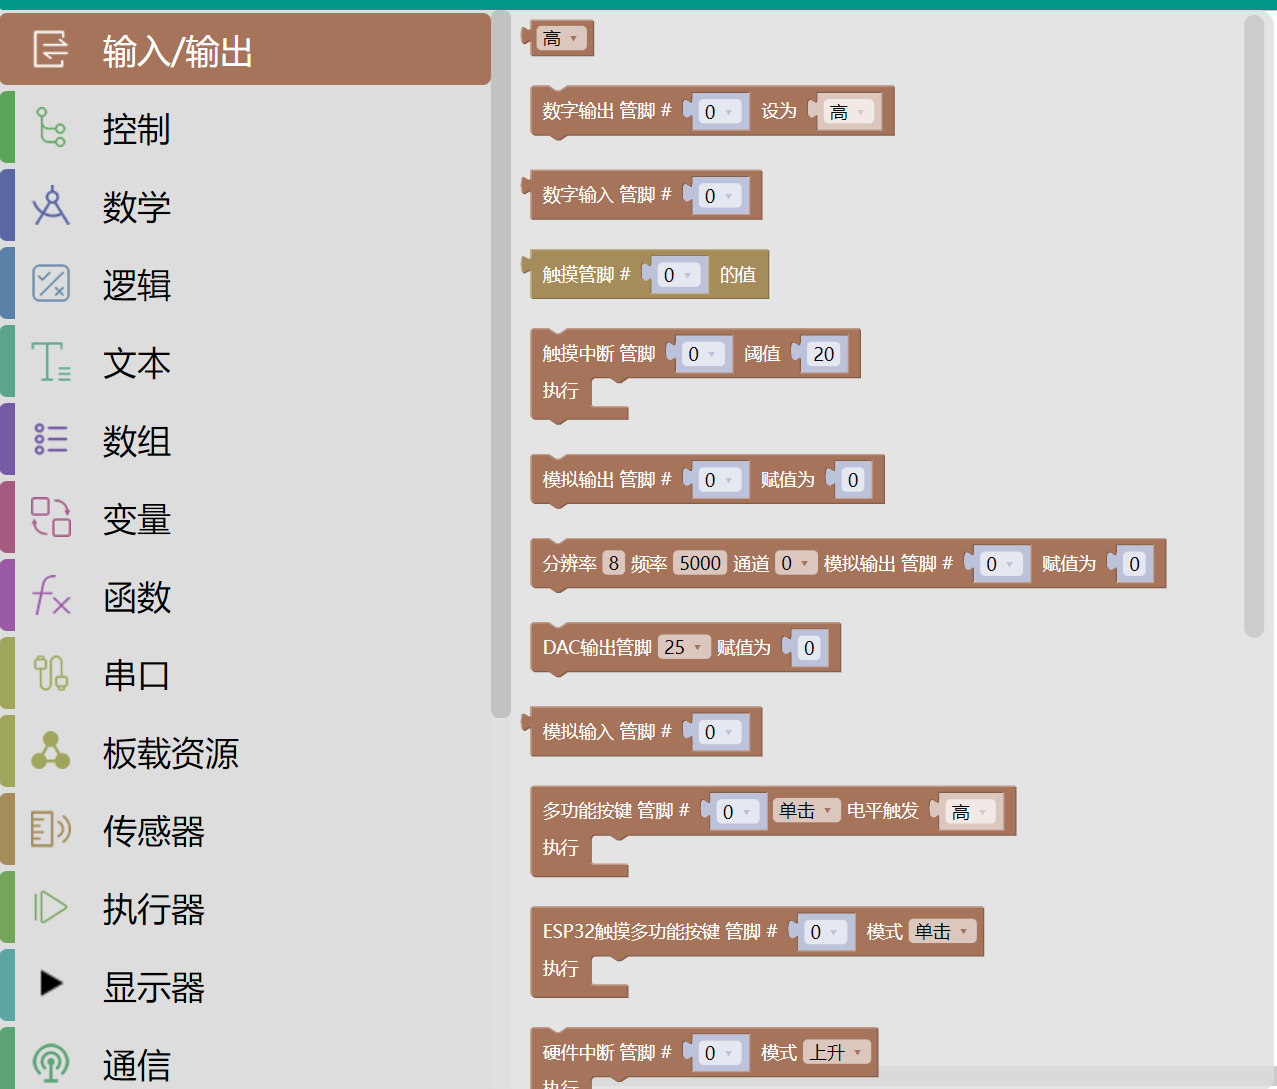 输入/输出
控制
数学
逻辑
文本
数组
变量
函数
串口
板载资源
传感器
执行器
显示器
通信
高
数字输出 管脚 # 0 设为 高
数字输入 管脚 # 0
触摸管脚 # 0 的值
触摸中断 管脚 0 阈值 20
执行
模拟输出 管脚 # 0 赋值为 0
分辨率 8 频率 5000 通道 0 模拟输出 管脚 # 0 赋值为 0
DAC输出管脚 25 赋值为 0
模拟输入 管脚 # 0
多功能按键 管脚 # 0 单击 电平触发 高
执行
ESP32触摸多功能按键 管脚 # 0 模式 单击
执行
硬件中断 管脚 # 0 模式 上升
执行